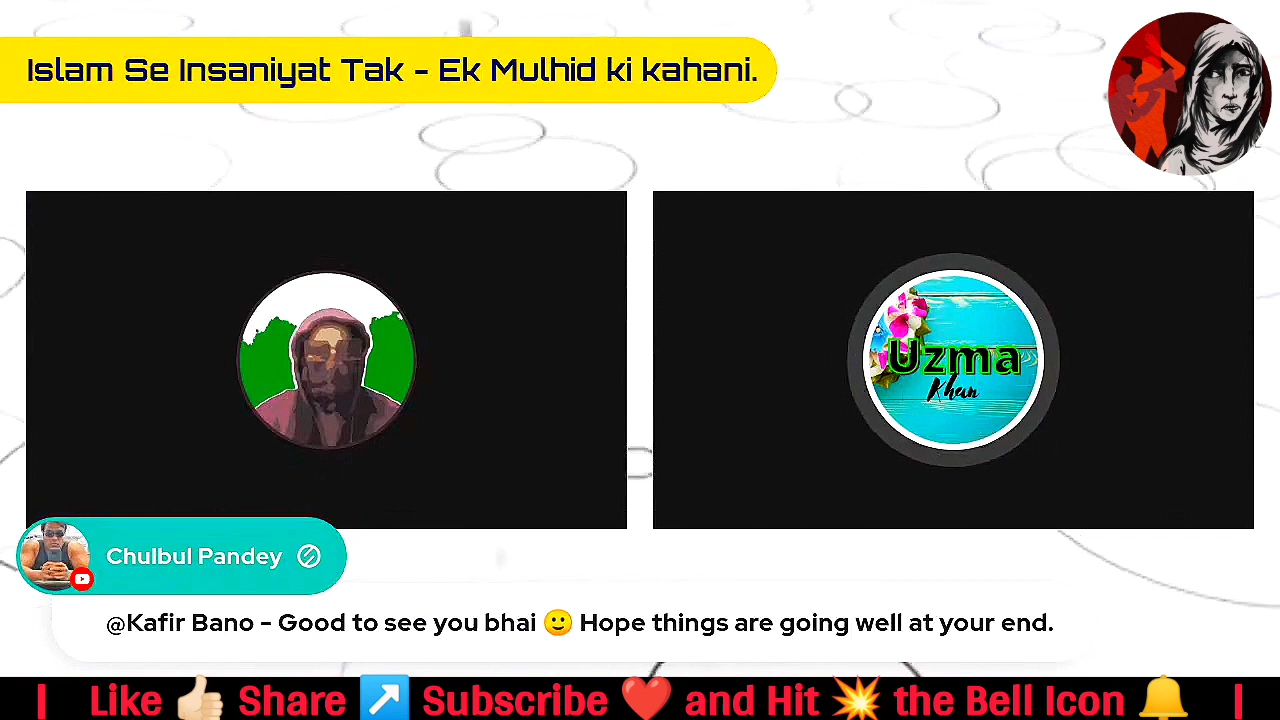 Islam Se Insaniyat Tak - Ek Mulhid ki kahani.
Uzma
Khan
Chulbul Pandey
@Kafir Bano - Good to see you bhai 🙂 Hope things are going well at your end.
| Like 👍🏻 Share ↗️ Subscribe ❤️ and Hit 💥 the Bell Icon 🔔 |